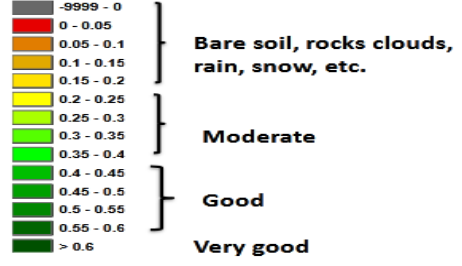 -9999 - 0
0 - 0.05
0.05 - 0.1
0.1 - 0.15
0.15 - 0.2
Bare soil, rocks clouds,
rain, snow, etc.
0.2 - 0.25
0.25 - 0.3
0.3 - 0.35
0.35 - 0.4
Moderate
0.4 - 0.45
0.45 - 0.5
0.5 - 0.55
0.55 - 0.6
Good
> 0.6
Very good